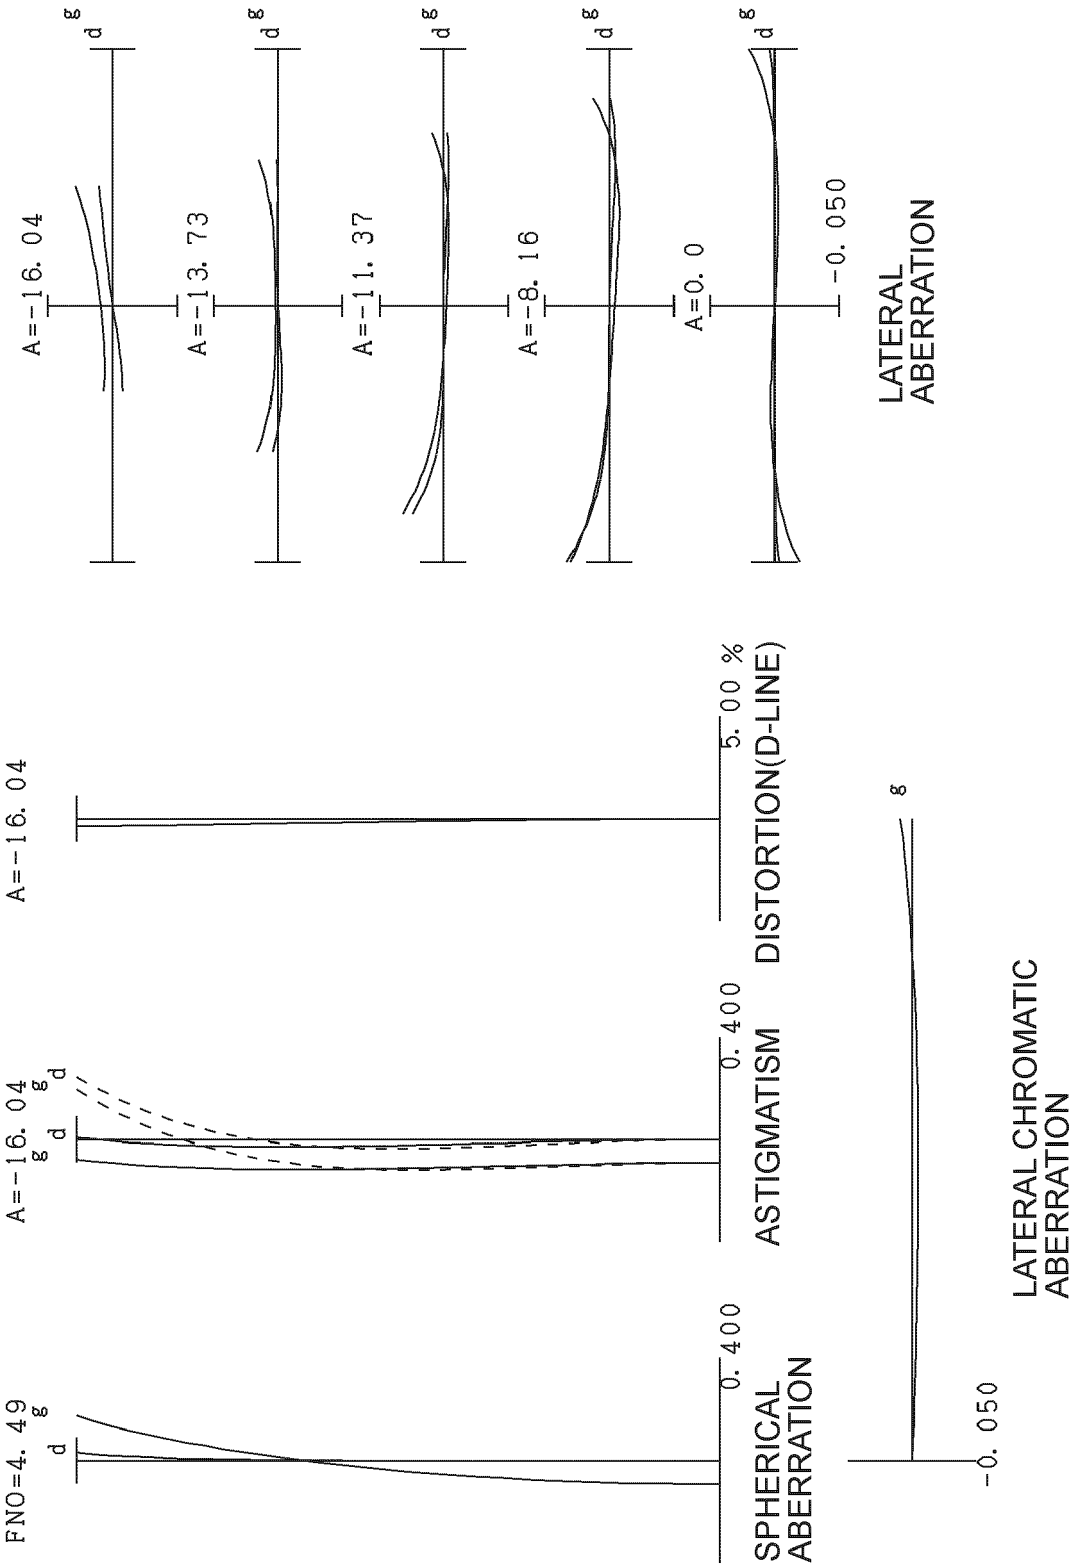 FNO=4. 49
d g
0. 400
SPHERICAL
ABERRATION
A=-16. 04
g d g d
0. 400
ASTIGMATISM
A=-16. 04
5. 00 %
DISTORTION(D-LINE)
g
-0. 050
LATERAL CHROMATIC
ABERRATION
A=-16. 04
d g
A=-13. 73
d g
A=-11. 37
d g
A=-8. 16
d g
A=0. 0
d g
-0. 050
LATERAL
ABERRATION